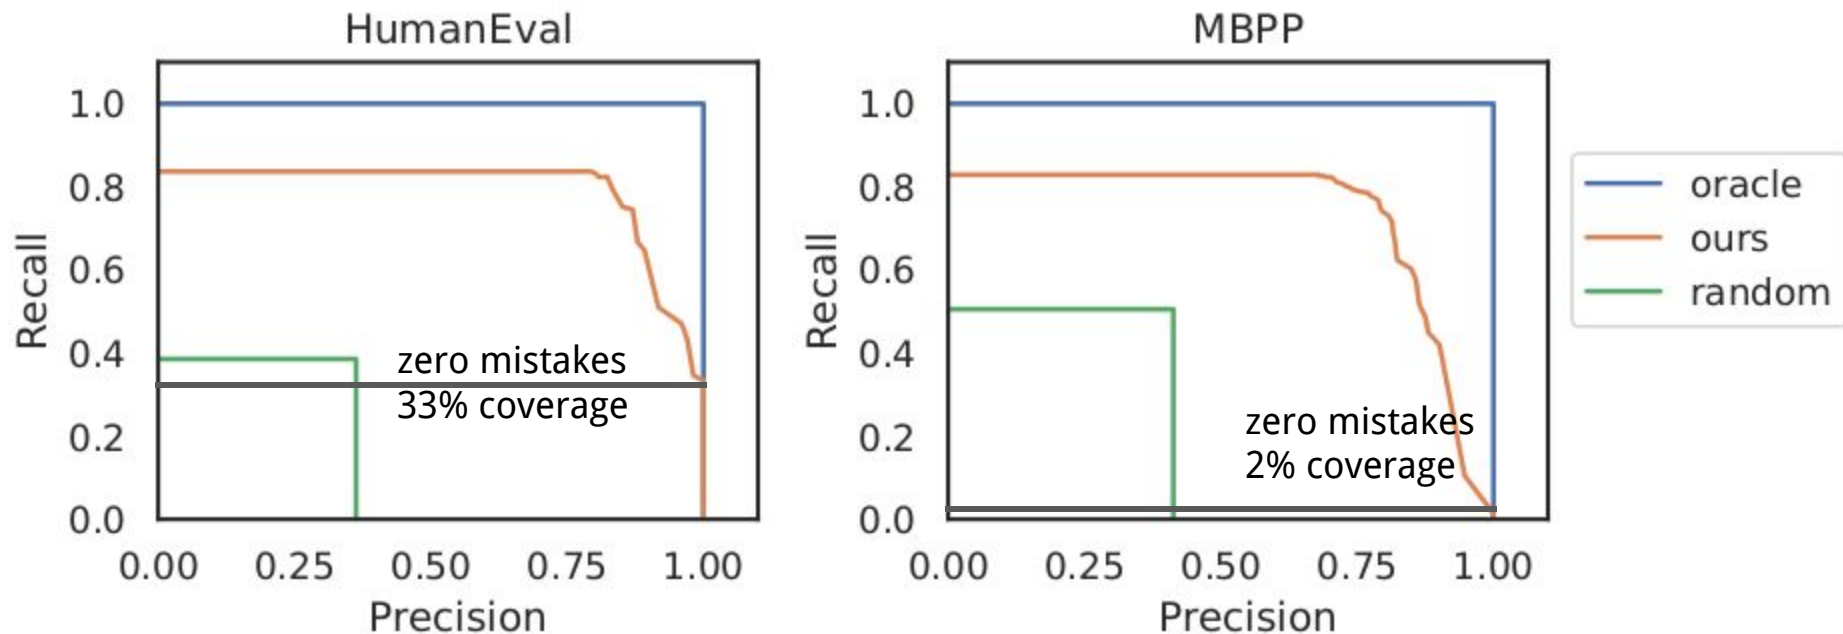 HumanEval
1.0
0.8
0.6
0.4
0.2
0.0
Recall
zero mistakes
33% coverage
0.00 0.25 0.50 0.75 1.00
Precision
MBPP
1.0
0.8
0.6
0.4
0.2
0.0
Recall
zero mistakes
2% coverage
0.00 0.25 0.50 0.75 1.00
Precision
oracle
ours
random